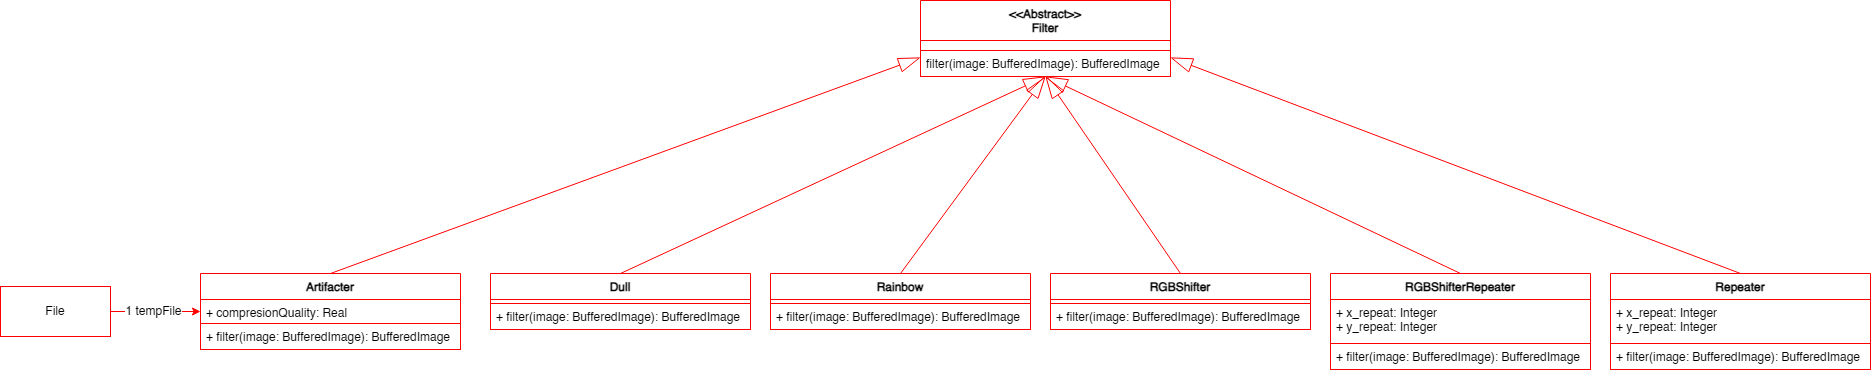 <<Abstract>>
Filter
filter(image: BufferedImage): BufferedImage
File
1 tempFile
Artifacter
+ compresionQuality: Real
+ filter(image: BufferedImage): BufferedImage
Dull
+ filter(image: BufferedImage): BufferedImage
Rainbow
+ filter(image: BufferedImage): BufferedImage
RGBShifter
+ filter(image: BufferedImage): BufferedImage
RGBShifterRepeater
+ x_repeat: Integer
+ y_repeat: Integer
+ filter(image: BufferedImage): BufferedImage
Repeater
+ x_repeat: Integer
+ y_repeat: Integer
+ filter(image: BufferedImage): BufferedImage